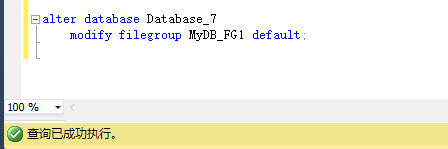 alter database Database_7
modify filegroup MyDB_FG1 default;
100 %
查询已成功执行。